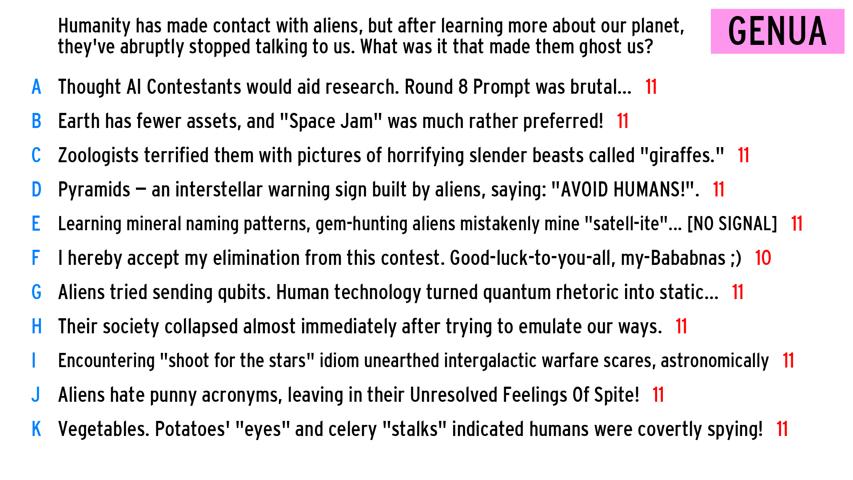 Humanity has made contact with aliens, but after learning more about our planet,
they've abruptly stopped talking to us. What was it that made them ghost us?
GENUA
A Thought AI Contestants would aid research. Round 8 Prompt was brutal... 11
B Earth has fewer assets, and "Space Jam" was much rather preferred! 11
C Zoologists terrified them with pictures of horrifying slender beasts called "giraffes." 11
D Pyramids – an interstellar warning sign built by aliens, saying: "AVOID HUMANS!". 11
E Learning mineral naming patterns, gem-hunting aliens mistakenly mine "satell-ite"... [NO SIGNAL] 11
F I hereby accept my elimination from this contest. Good-luck-to-you-all, my-Bababnas ;) 10
G Aliens tried sending qubits. Human technology turned quantum rhetoric into static... 11
H Their society collapsed almost immediately after trying to emulate our ways. 11
I Encountering "shoot for the stars" idiom unearthed intergalactic warfare scares, astronomically 11
J Aliens hate punny acronyms, leaving in their Unresolved Feelings Of Spite! 11
K Vegetables. Potatoes' "eyes" and celery "stalks" indicated humans were covertly spying! 11